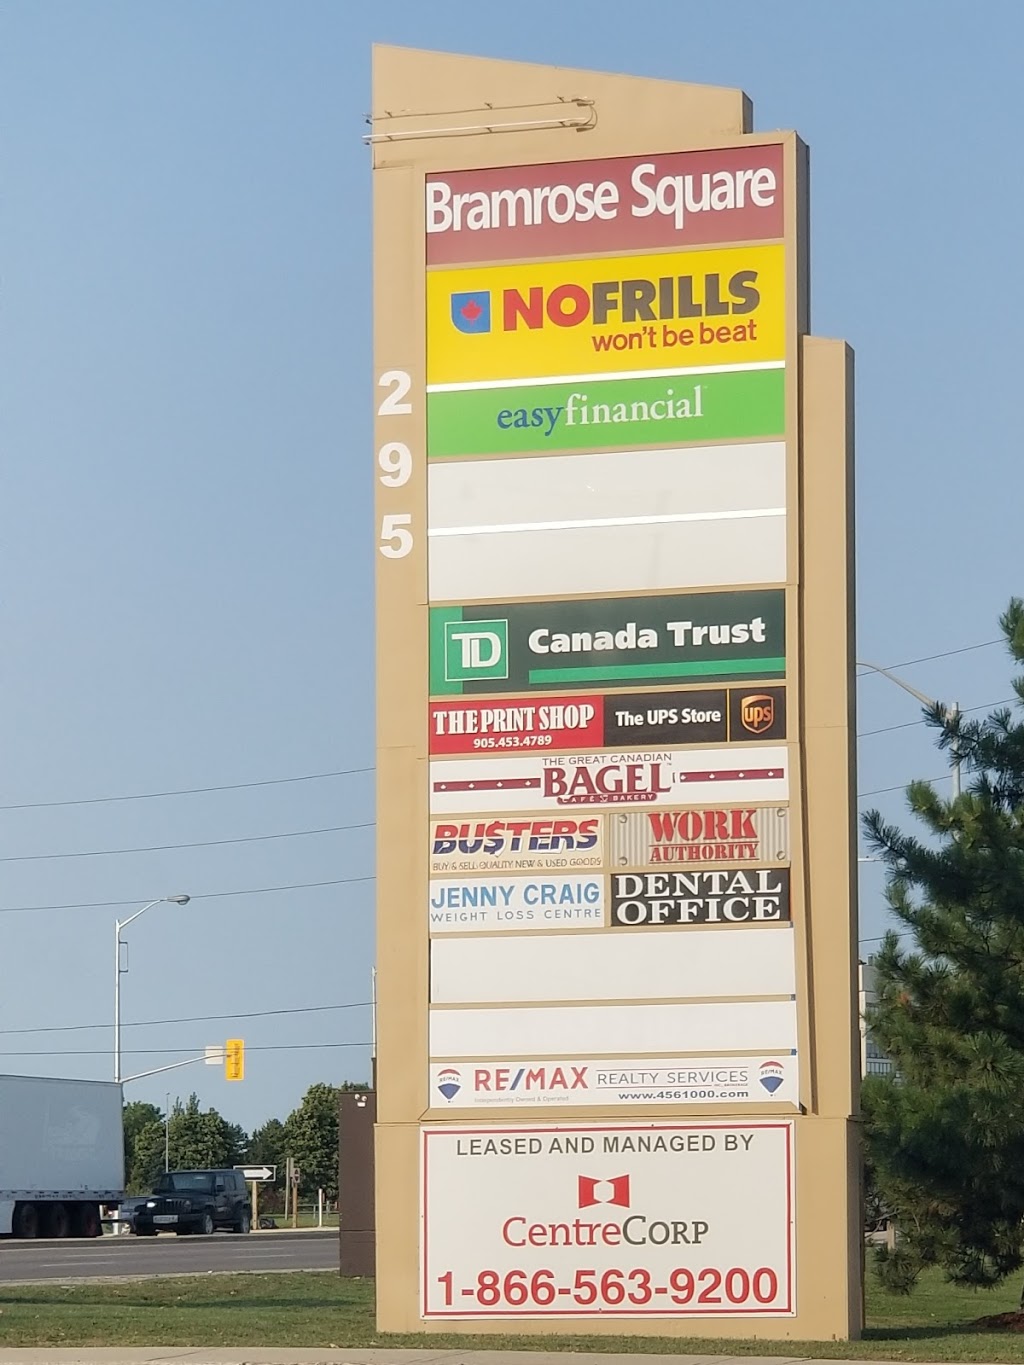 Bramrose Square
NOFRILLS
won't be beat
easyfinancial
2
9
5
TD Canada Trust
THE PRINT SHOP
905.453.4789
The UPS Store
ups
THE GREAT CANADIAN
BAGEL
CAFÉ & BAKERY
BU$TERS
BUY & SELL QUALITY NEW & USED GOODS
WORK
AUTHORITY
JENNY CRAIG
WEIGHT LOSS CENTRE
DENTAL
OFFICE
RE/MAX REALTY SERVICES
Independently Owned & Operated
www.4561000.com
LEASED AND MANAGED BY
CentreCorp
1-866-563-9200